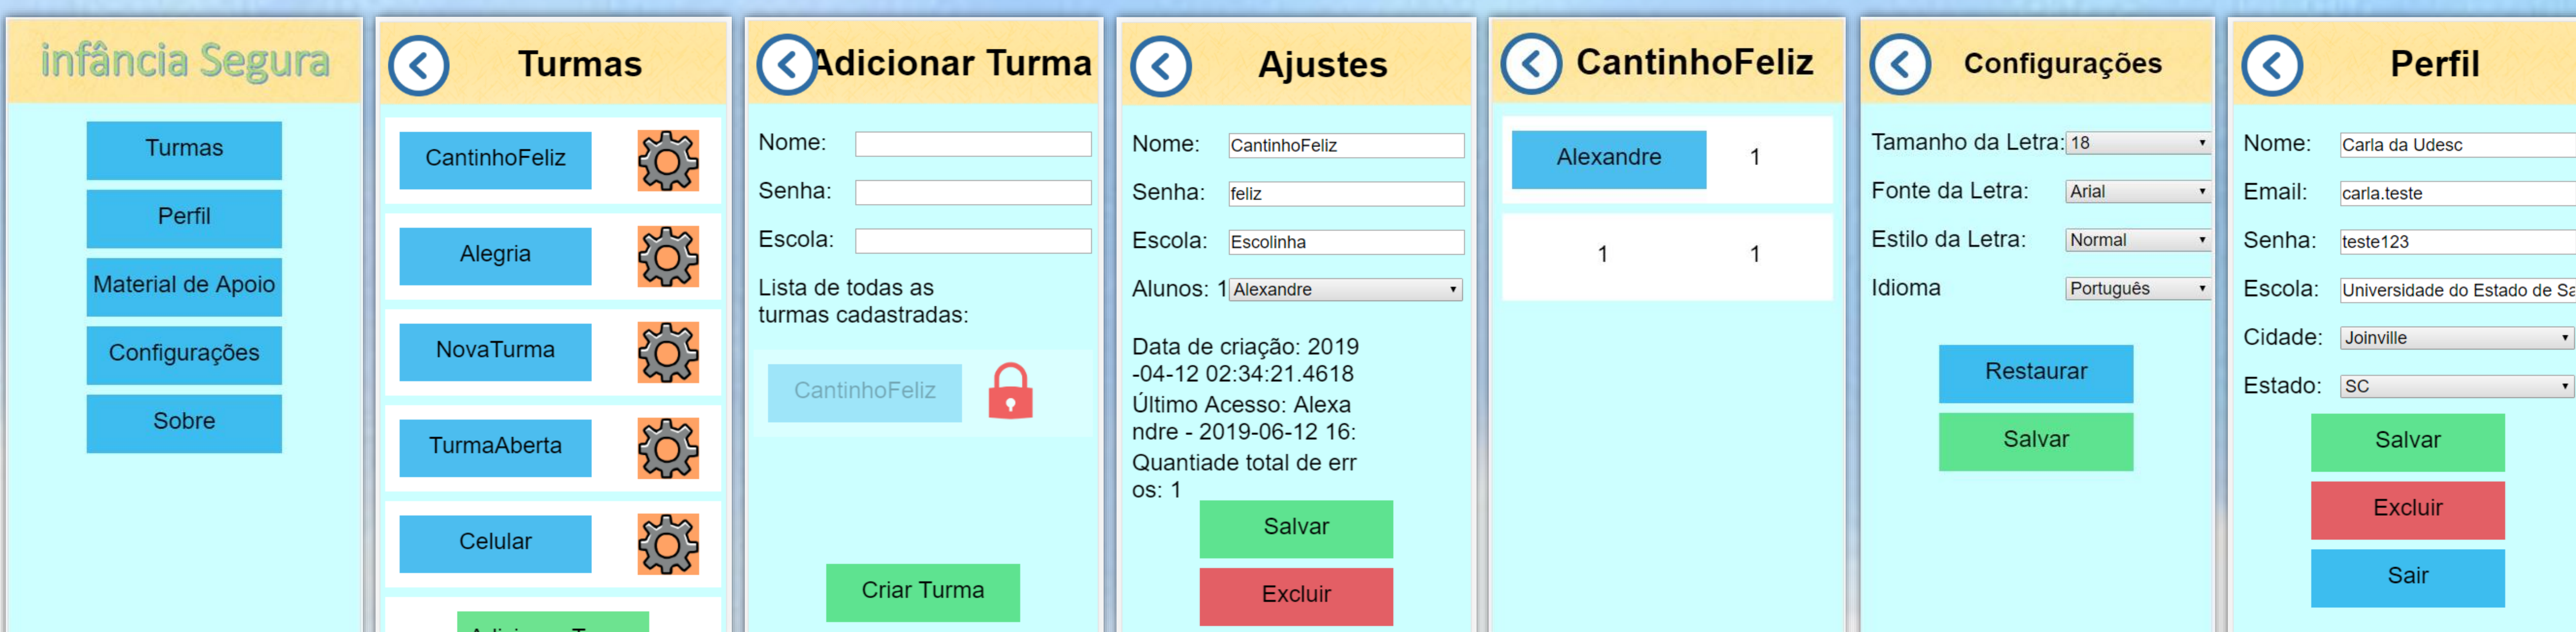 infância Segura
Turmas
Perfil
Material de Apoio
Configurações
Sobre
Turmas
CantinhoFeliz
Alegria
NovaTurma
TurmaAberta
Celular
Adicionar Turma
Nome:
Senha:
Escola:
Lista de todas as
turmas cadastradas:
CantinhoFeliz
Criar Turma
Ajustes
Nome: CantinhoFeliz
Senha: feliz
Escola: Escolinha
Alunos: 1 Alexandre
Data de criação: 2019
-04-12 02:34:21.4618
Último Acesso: Alexa
ndre - 2019-06-12 16:
Quantiade total de err
os: 1
Salvar
Excluir
CantinhoFeliz
Alexandre 1
1 1
Configurações
Tamanho da Letra: 18
Fonte da Letra: Arial
Estilo da Letra: Normal
Idioma Português
Restaurar
Salvar
Perfil
Nome: Carla da Udesc
Email: carla.teste
Senha: teste123
Escola: Universidade do Estado de Sa
Cidade: Joinville
Estado: SC
Salvar
Excluir
Sair